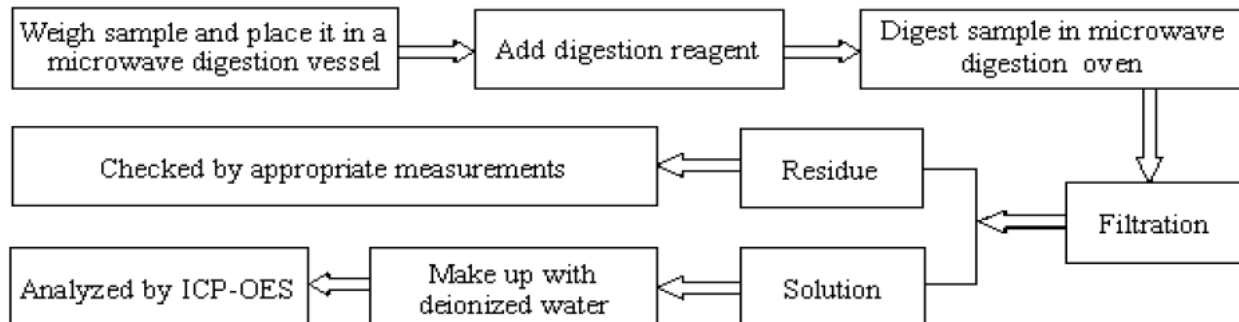 Weigh sample and place it in a
microwave digestion vessel
Add digestion reagent
Digest sample in microwave
digestion oven
Checked by appropriate measurements
Residue
Filtration
Analyzed by ICP-OES
Make up with
deionized water
Solution